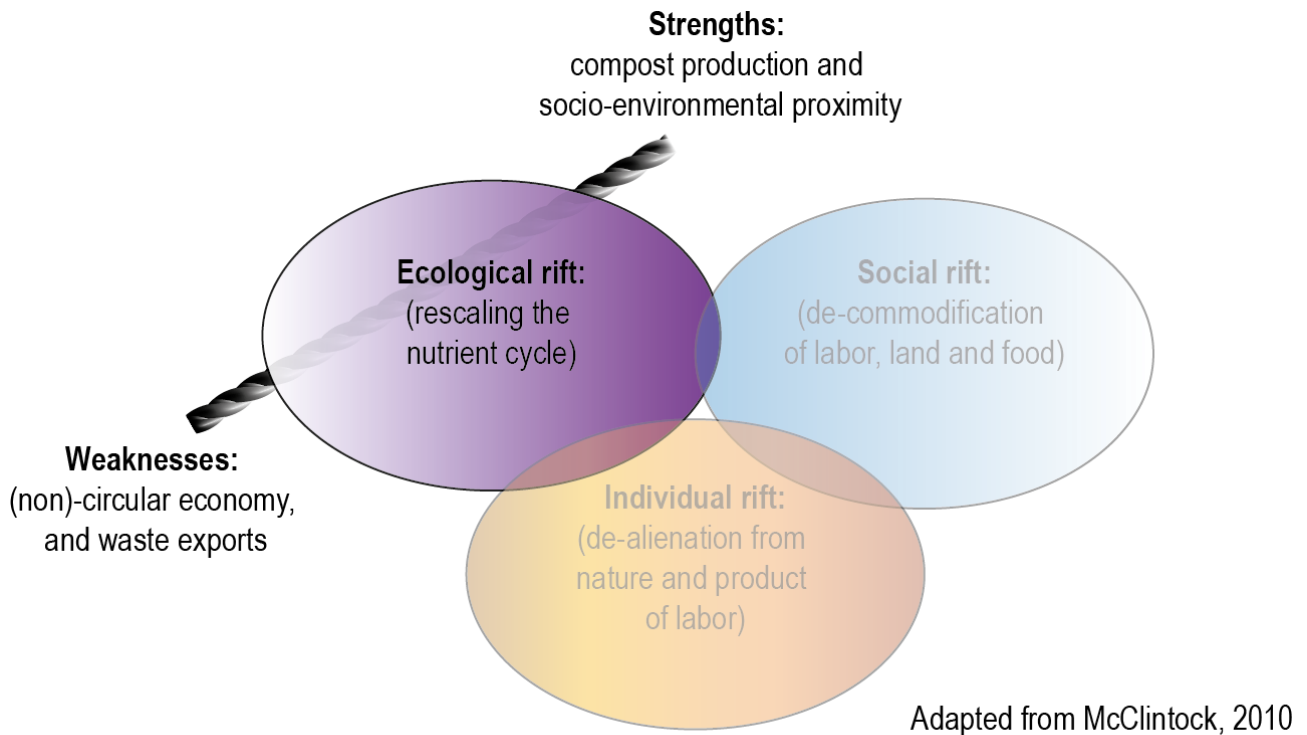 Strengths:
compost production and
socio-environmental proximity
Ecological rift:
(rescaling the
nutrient cycle)
Social rift:
(de-commodification
of labor, land and food)
Weaknesses:
(non)-circular economy,
and waste exports
Individual rift:
(de-alienation from
nature and product
of labor)
Adapted from McClintock, 2010